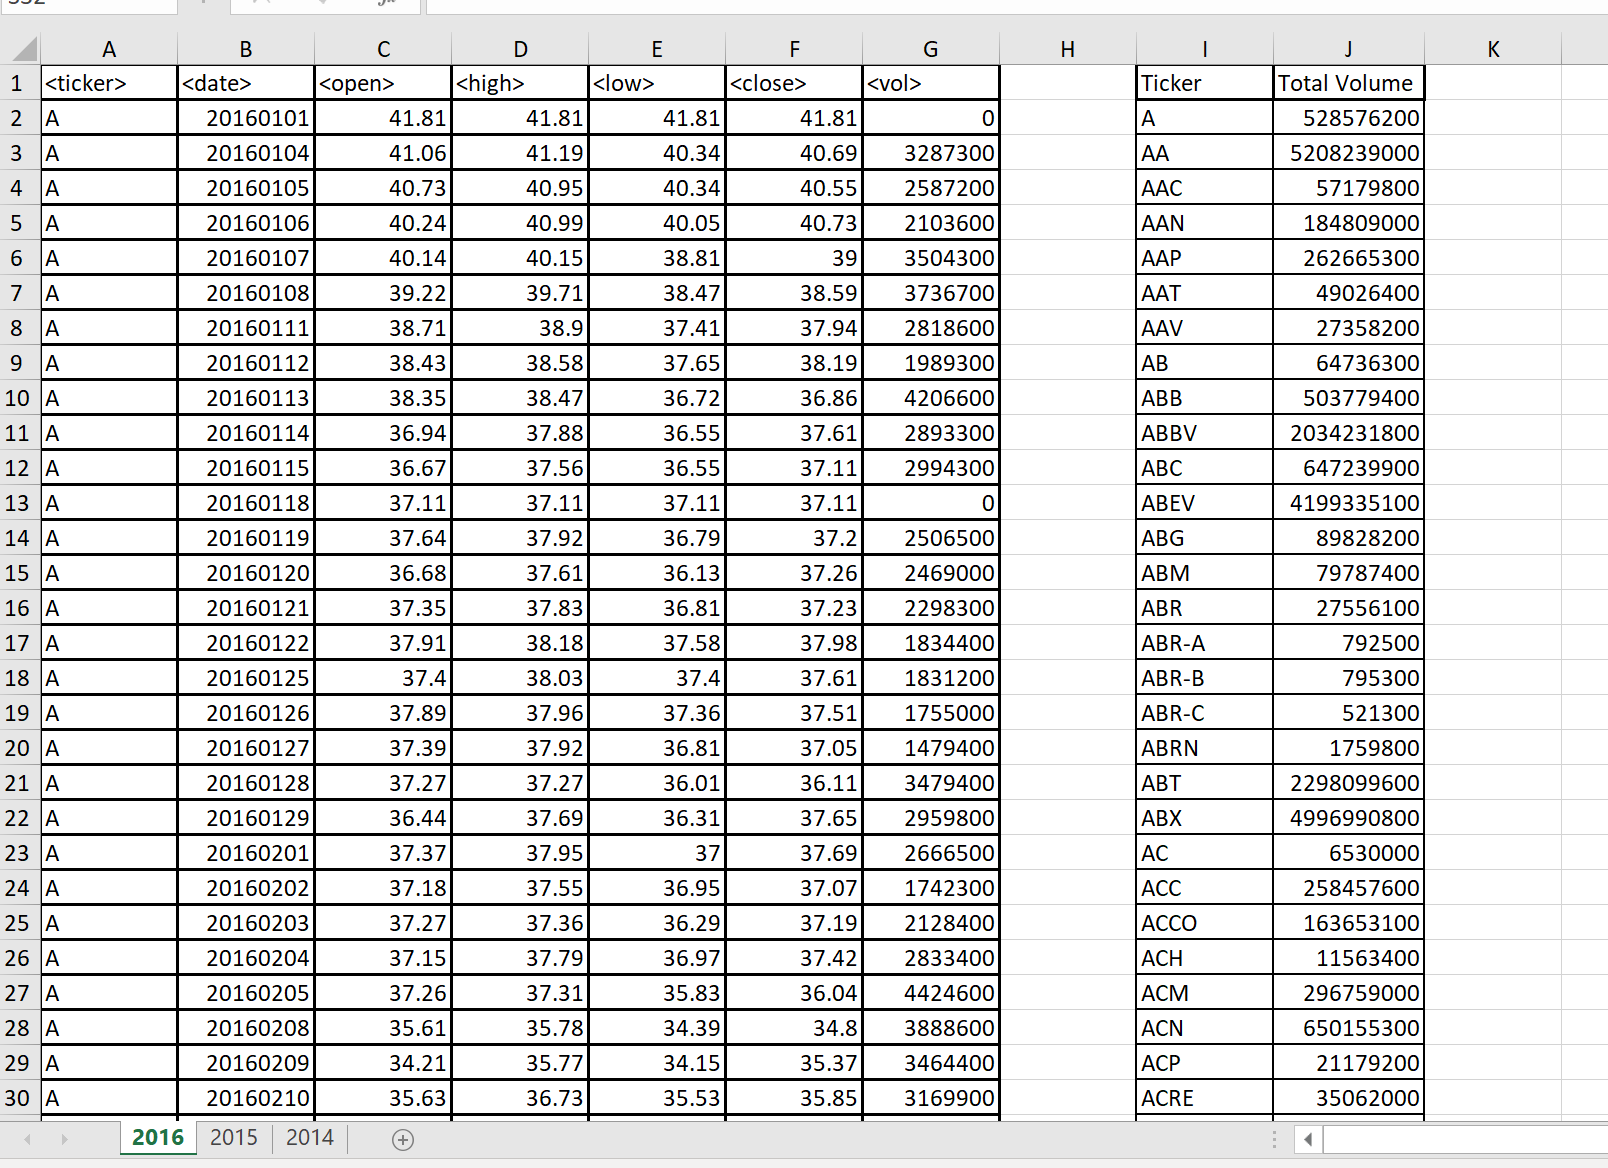 A B C D E F G H I J K
1 <ticker> <date> <open> <high> <low> <close> <vol> Ticker Total Volume
2 A 20160101 41.81 41.81 41.81 41.81 0 A 528576200
3 A 20160104 41.06 41.19 40.34 40.69 3287300 AA 5208239000
4 A 20160105 40.73 40.95 40.34 40.55 2587200 AAC 57179800
5 A 20160106 40.24 40.99 40.05 40.73 2103600 AAN 184809000
6 A 20160107 40.14 40.15 38.81 39 3504300 AAP 262665300
7 A 20160108 39.22 39.71 38.47 38.59 3736700 AAT 49026400
8 A 20160111 38.71 38.9 37.41 37.94 2818600 AAV 27358200
9 A 20160112 38.43 38.58 37.65 38.19 1989300 AB 64736300
10 A 20160113 38.35 38.47 36.72 36.86 4206600 ABB 503779400
11 A 20160114 36.94 37.88 36.55 37.61 2893300 ABBV 2034231800
12 A 20160115 36.67 37.56 36.55 37.11 2994300 ABC 647239900
13 A 20160118 37.11 37.11 37.11 37.11 0 ABEV 4199335100
14 A 20160119 37.64 37.92 36.79 37.2 2506500 ABG 89828200
15 A 20160120 36.68 37.61 36.13 37.26 2469000 ABM 79787400
16 A 20160121 37.35 37.83 36.81 37.23 2298300 ABR 27556100
17 A 20160122 37.91 38.18 37.58 37.98 1834400 ABR-A 792500
18 A 20160125 37.4 38.03 37.4 37.61 1831200 ABR-B 795300
19 A 20160126 37.89 37.96 37.36 37.51 1755000 ABR-C 521300
20 A 20160127 37.39 37.92 36.81 37.05 1479400 ABRN 1759800
21 A 20160128 37.27 37.27 36.01 36.11 3479400 ABT 2298099600
22 A 20160129 36.44 37.69 36.31 37.65 2959800 ABX 4996990800
23 A 20160201 37.37 37.95 37 37.69 2666500 AC 6530000
24 A 20160202 37.18 37.55 36.95 37.07 1742300 ACC 258457600
25 A 20160203 37.27 37.36 36.29 37.19 2128400 ACCO 163653100
26 A 20160204 37.15 37.79 36.97 37.42 2833400 ACH 11563400
27 A 20160205 37.26 37.31 35.83 36.04 4424600 ACM 296759000
28 A 20160208 35.61 35.78 34.39 34.8 3888600 ACN 650155300
29 A 20160209 34.21 35.77 34.15 35.37 3464400 ACP 21179200
30 A 20160210 35.63 36.73 35.53 35.85 3169900 ACRE 35062000
2016 2015 2014